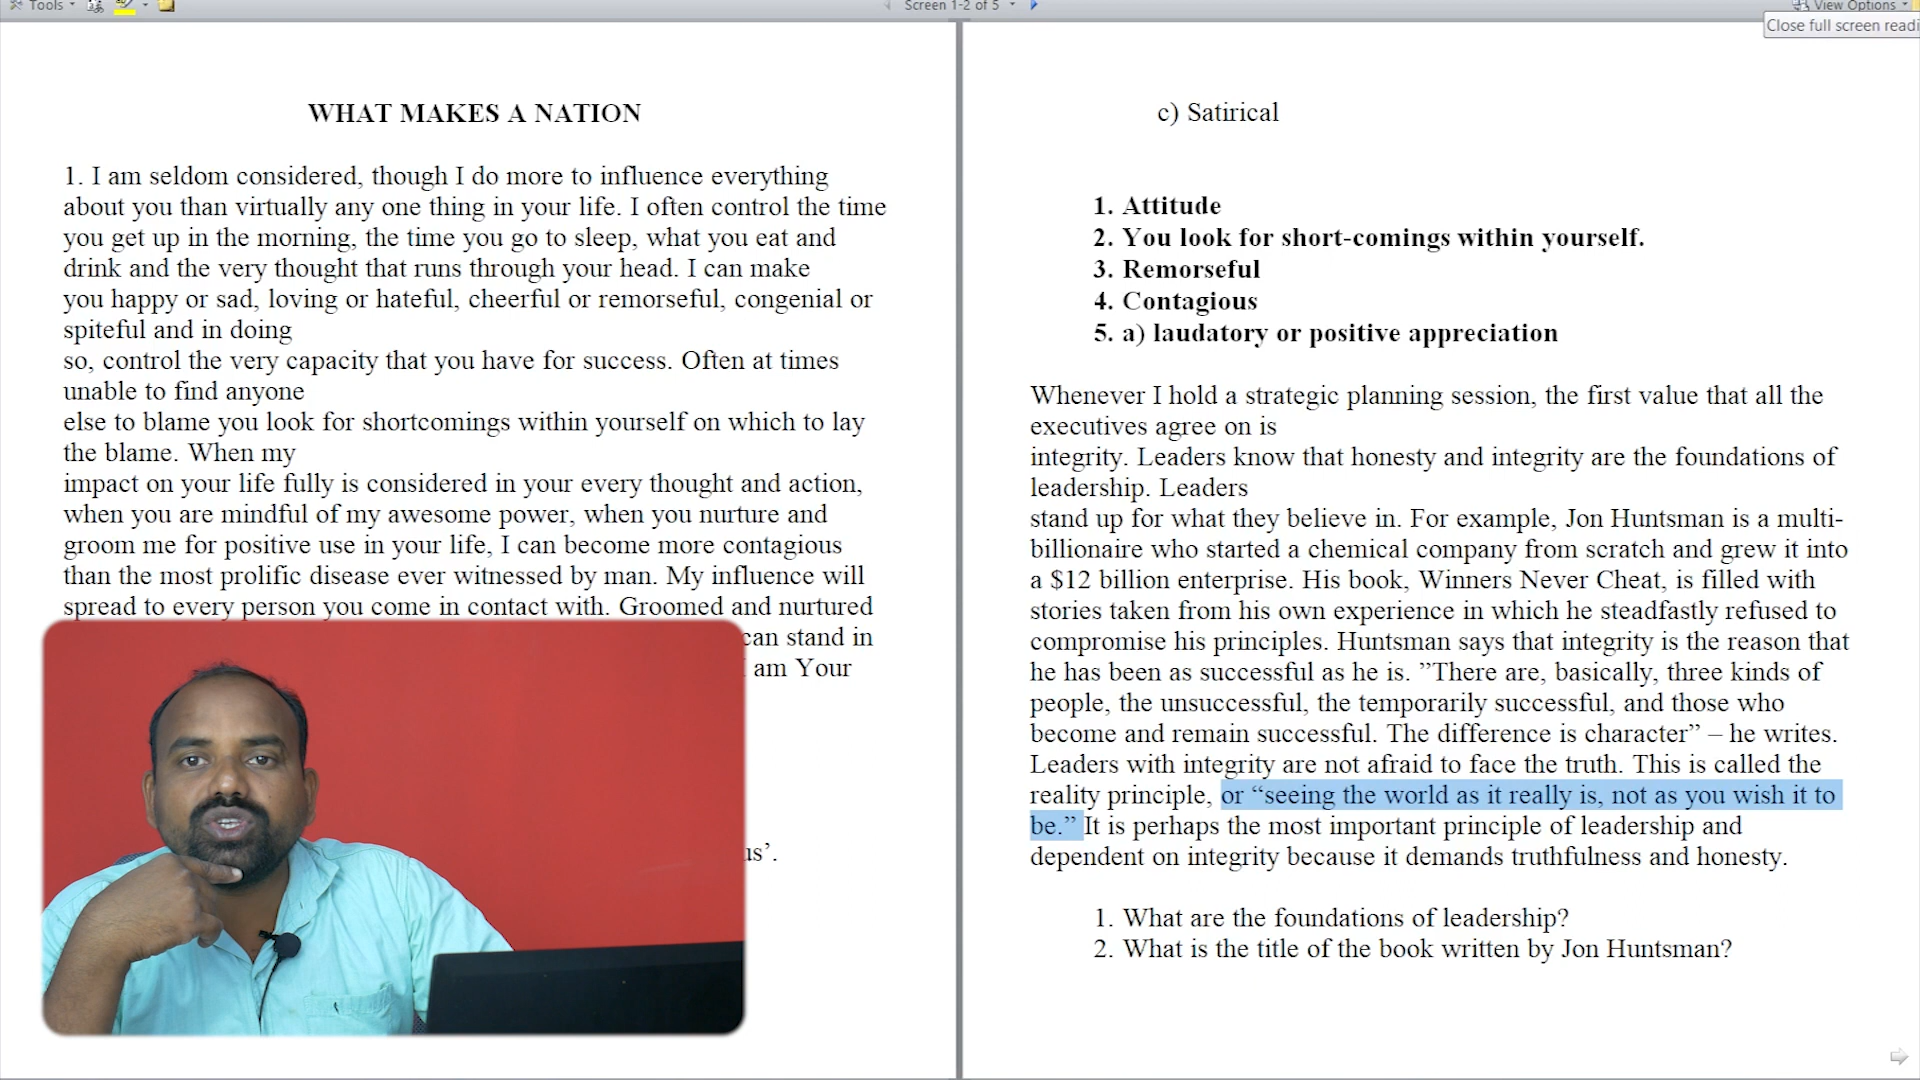 Tools
Screen 1-2 of 5
View Options
Close full screen readi
WHAT MAKES A NATION
1. I am seldom considered, though I do more to influence everything
about you than virtually any one thing in your life. I often control the time
you get up in the morning, the time you go to sleep, what you eat and
drink and the very thought that runs through your head. I can make
you happy or sad, loving or hateful, cheerful or remorseful, congenial or
spiteful and in doing
so, control the very capacity that you have for success. Often at times
unable to find anyone
else to blame you look for shortcomings within yourself on which to lay
the blame. When my
impact on your life fully is considered in your every thought and action,
when you are mindful of my awesome power, when you nurture and
groom me for positive use in your life, I can become more contagious
than the most prolific disease ever witnessed by man. My influence will
spread to every person you come in contact with. Groomed and nurtured
can stand in
I am Your
us’.
c) Satirical
1. Attitude
2. You look for short-comings within yourself.
3. Remorseful
4. Contagious
5. a) laudatory or positive appreciation
Whenever I hold a strategic planning session, the first value that all the
executives agree on is
integrity. Leaders know that honesty and integrity are the foundations of
leadership. Leaders
stand up for what they believe in. For example, Jon Huntsman is a multi-
billionaire who started a chemical company from scratch and grew it into
a $12 billion enterprise. His book, Winners Never Cheat, is filled with
stories taken from his own experience in which he steadfastly refused to
compromise his principles. Huntsman says that integrity is the reason that
he has been as successful as he is. ”There are, basically, three kinds of
people, the unsuccessful, the temporarily successful, and those who
become and remain successful. The difference is character” – he writes.
Leaders with integrity are not afraid to face the truth. This is called the
reality principle, or “seeing the world as it really is, not as you wish it to
be.” It is perhaps the most important principle of leadership and
dependent on integrity because it demands truthfulness and honesty.
1. What are the foundations of leadership?
2. What is the title of the book written by Jon Huntsman?